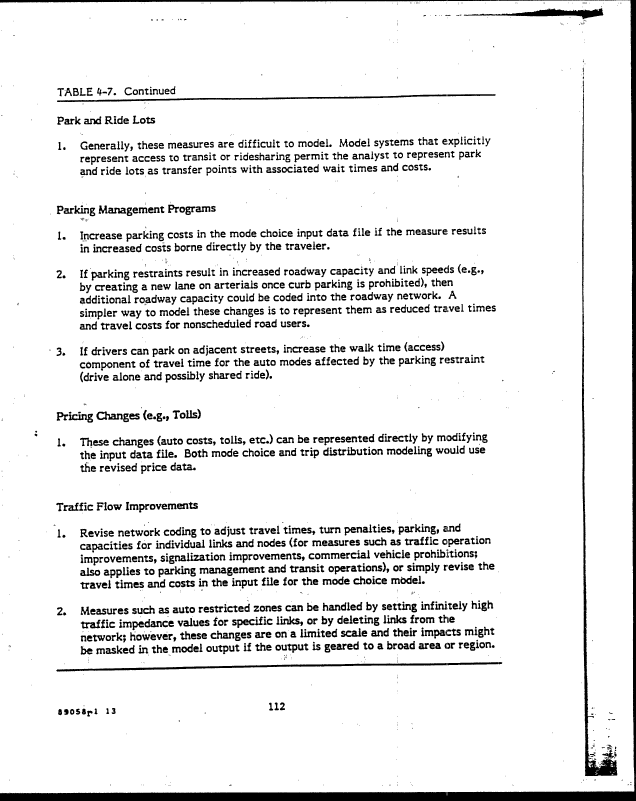 TABLE 4-7. Continued
Park and Ride Lots
1. Generally, these measures are difficult to model. Model systems that explicitly
represent access to transit or ridesharing permit the analyst to represent park
and ride lots as transfer points with associated wait times and costs.
Parking Management Programs
1. Increase parking costs in the mode choice input data file if the measure results
in increased costs borne directly by the traveler.
2. If parking restraints result in increased roadway capacity and link speeds (e.g.,
by creating a new lane on arterials once curb parking is prohibited), then
additional roadway capacity could be coded into the roadway network. A
simpler way to model these changes is to represent them as reduced travel times
and travel costs for nonscheduled road users.
3. If drivers can park on adjacent streets, increase the walk time (access)
component of travel time for the auto modes affected by the parking restraint
(drive alone and possibly shared ride).
Pricing Changes (e.g., Tolls)
1. These changes (auto costs, tolls, etc.) can be represented directly by modifying
the input data file. Both mode choice and trip distribution modeling would use
the revised price data.
Traffic Flow Improvements
1. Revise network coding to adjust travel times, turn penalties, parking, and
capacities for individual links and nodes (for measures such as traffic operation
improvements, signalization improvements, commercial vehicle prohibitions;
also applies to parking management and transit operations), or simply revise the
travel times and costs in the input file for the mode choice model.
2. Measures such as auto restricted zones can be handled by setting infinitely high
traffic impedance values for specific links, or by deleting links from the
network; however, these changes are on a limited scale and their impacts might
be masked in the model output if the output is geared to a broad area or region.
89058r-1 13
112